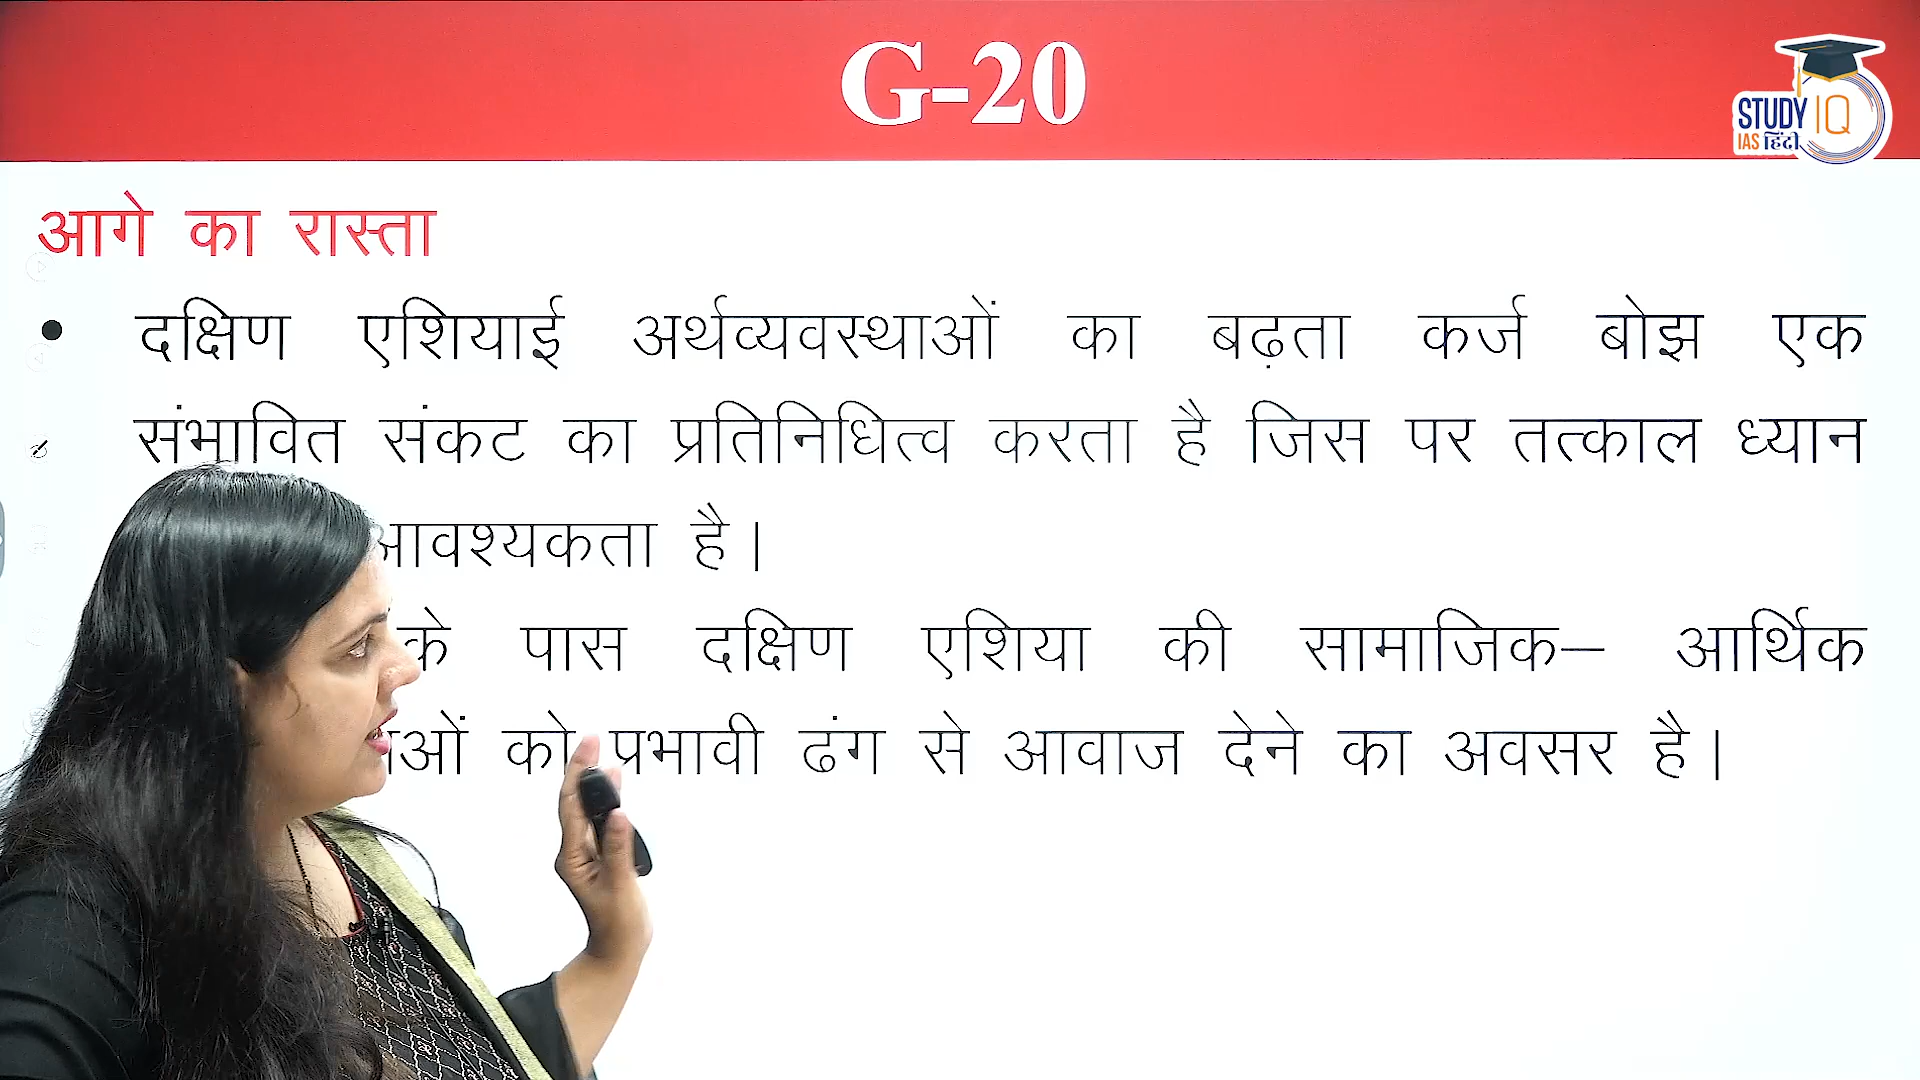 G-20
STUDY IQ
IAS हिंदी
आगे का रास्ता
• दक्षिण एशियाई अर्थव्यवस्थाओं का बढ़ता कर्ज बोझ एक
संभावित संकट का प्रतिनिधित्व करता है जिस पर तत्काल ध्यान
आवश्यकता है।
के पास दक्षिण एशिया की सामाजिक– आर्थिक
को प्रभावी ढंग से आवाज देने का अवसर है।